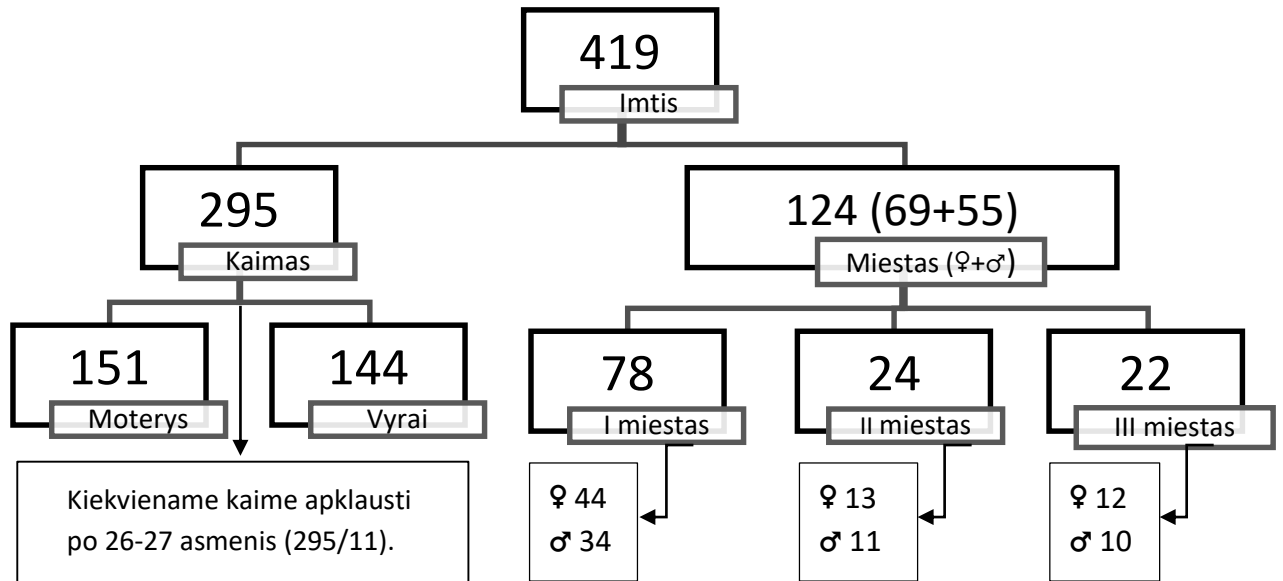 419
Imtis
295
Kaimas
124 (69+55)
Miestas (♀+♂)
151
Moterys
144
Vyrai
78
I miestas
24
II miestas
22
III miestas
Kiekviename kaime apklausti
po 26-27 asmenis (295/11).
♀ 44
♂ 34
♀ 13
♂ 11
♀ 12
♂ 10